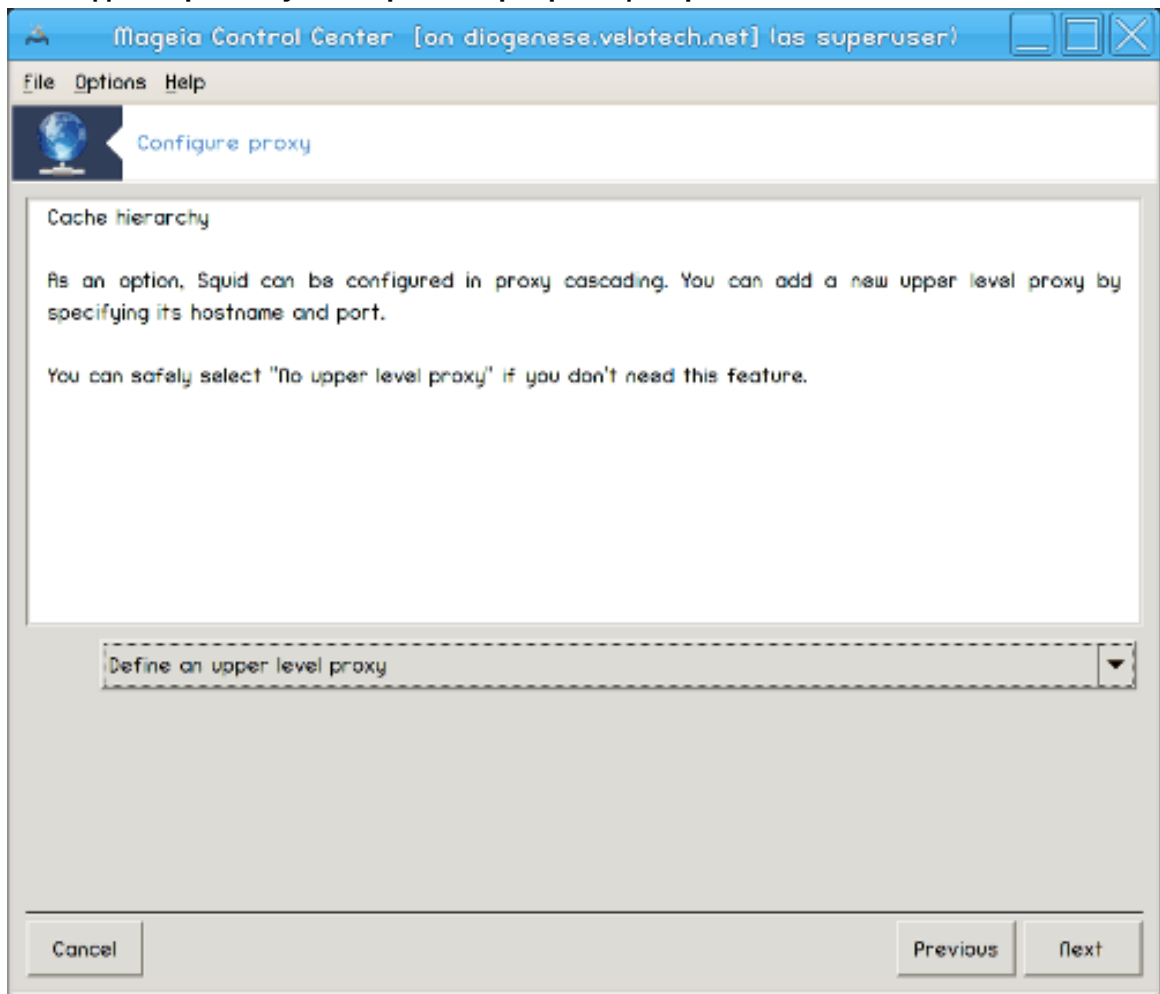 Mageia Control Center [on diogenese.velotech.net] (as superuser)
File Options Help
Configure proxy
Cache hierarchy
As an option, Squid can be configured in proxy cascading. You can add a new upper level proxy by
specifying its hostname and port.
You can safely select "No upper level proxy" if you don't need this feature.
Define an upper level proxy
Cancel Previous Next